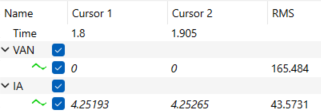 Name Cursor 1 Cursor 2 RMS
Time 1.8 1.905
VAN
0 0 165.484
IA
4.25193 4.25265 43.5731